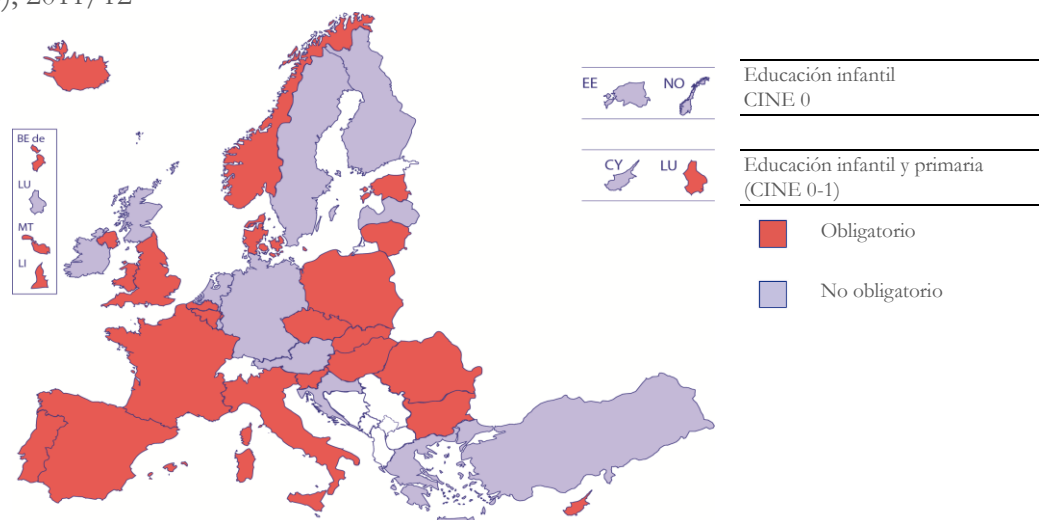 ), 2011/12
BE de
LU
MT
LI
EE NO
Educación infantil
CINE 0
CY LU
Educación infantil y primaria
(CINE 0-1)
Obligatorio
No obligatorio